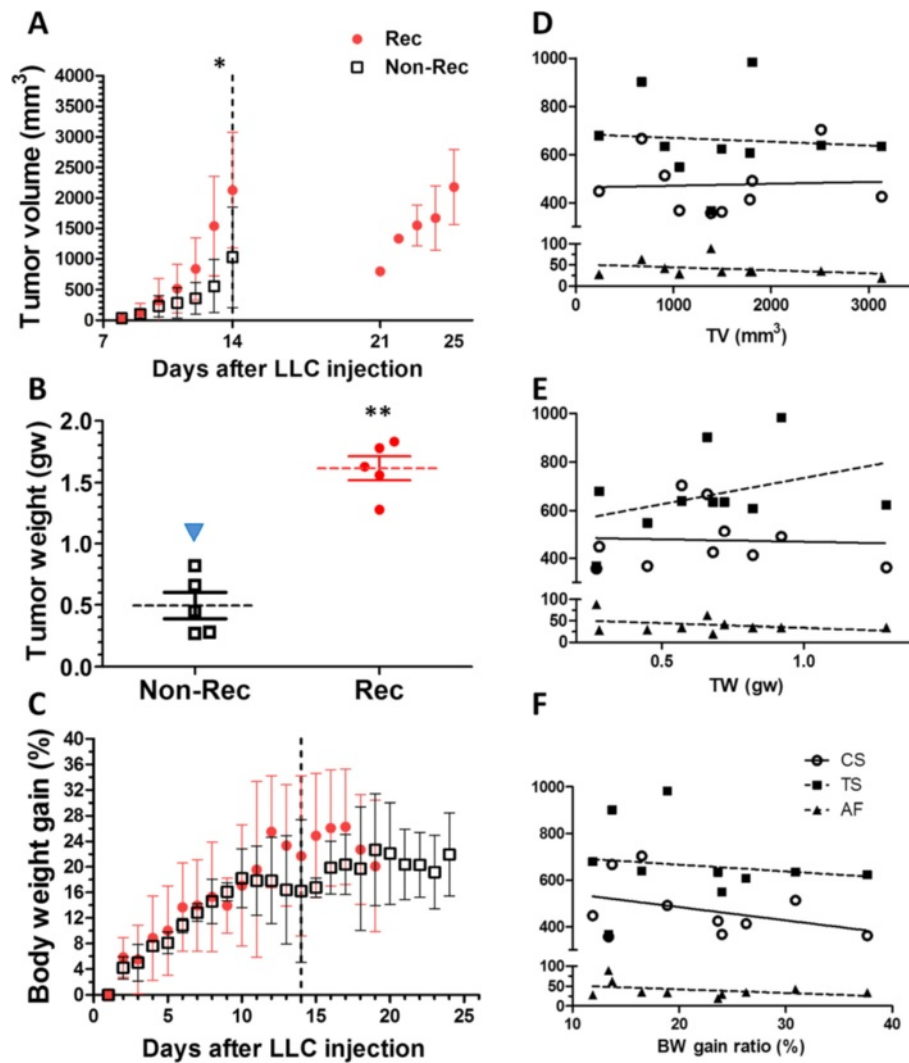 A
Rec
Non-Rec
*
Tumor volume (mm³)
4000
3500
3000
2500
2000
1500
1000
500
0
7 14 21 25
Days after LLC injection
B
Tumor weight (gw)
2.0
1.5
1.0
0.5
0.0
**
Non-Rec Rec
C
Body weight gain (%)
40
36
32
28
24
20
16
12
8
4
0
0 5 10 15 20 25
Days after LLC injection
D
1000
800
600
400
100
50
0
0 1000 2000 3000
TV (mm³)
E
1000
800
600
400
100
50
0
0.5 1.0
TW (gw)
F
CS
TS
AF
1000
800
600
400
100
50
0
10 20 30 40
BW gain ratio (%)